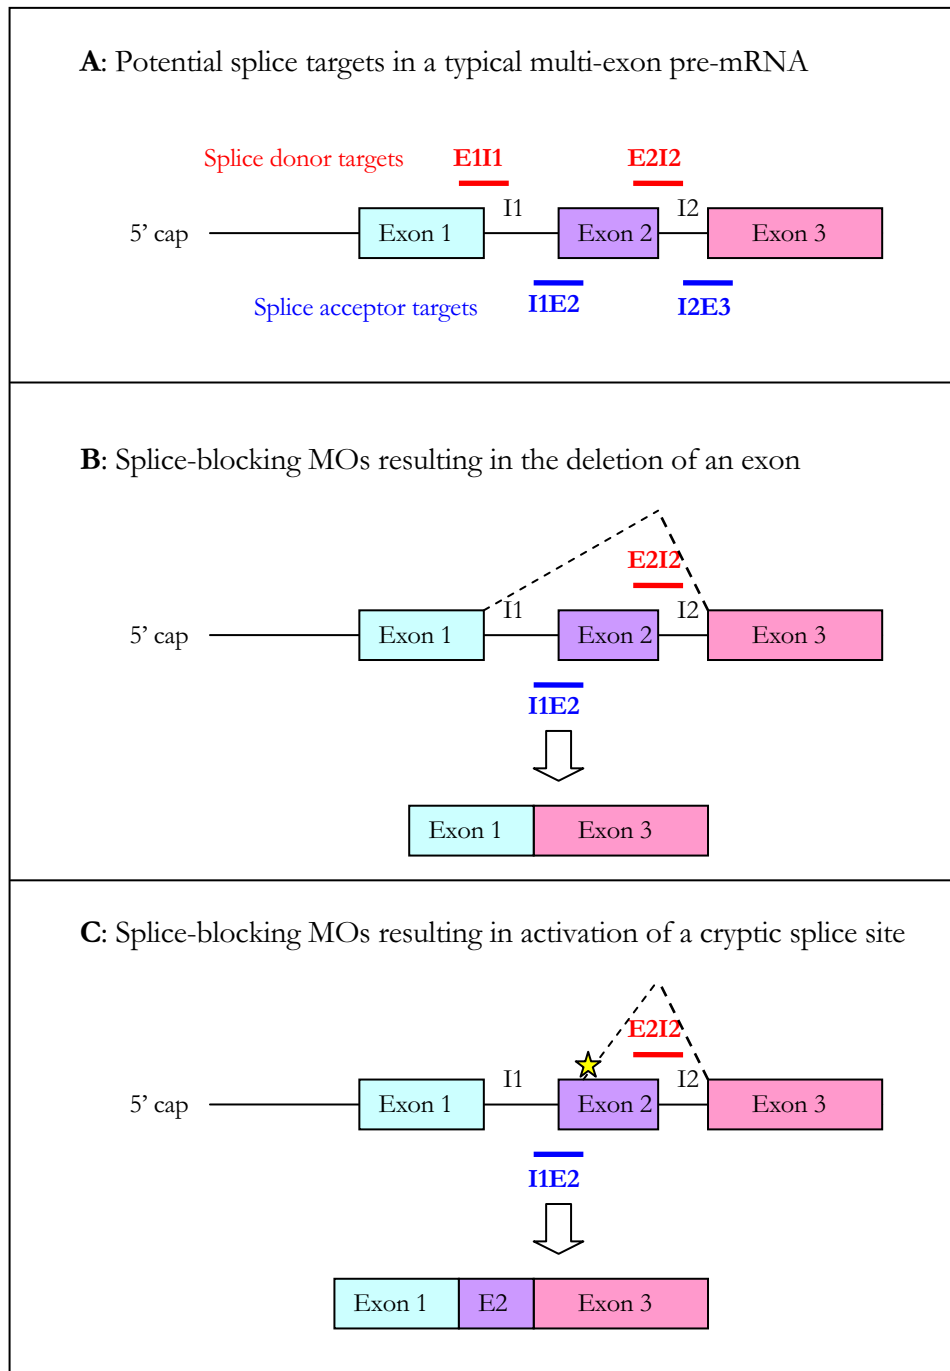 A: Potential splice targets in a typical multi-exon pre-mRNA
Splice donor targets E1I1 E2I2
I1 I2
5’ cap Exon 1 Exon 2 Exon 3
Splice acceptor targets I1E2 I2E3
B: Splice-blocking MOs resulting in the deletion of an exon
E2I2
I1 I2
5’ cap Exon 1 Exon 2 Exon 3
I1E2
Exon 1 Exon 3
C: Splice-blocking MOs resulting in activation of a cryptic splice site
E2I2
I1 I2
5’ cap Exon 1 Exon 2 Exon 3
I1E2
Exon 1 E2 Exon 3